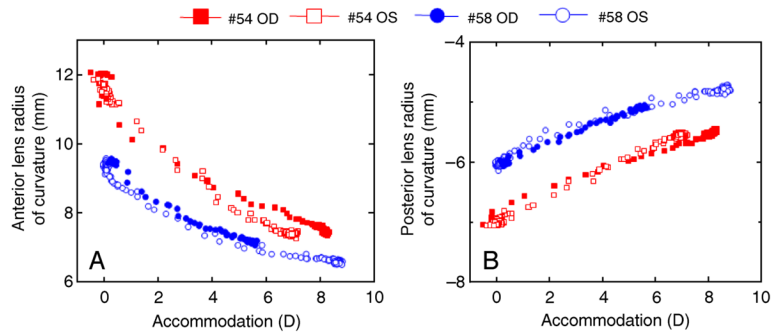 #54 OD #54 OS #58 OD #58 OS
Anterior lens radius
of curvature (mm)
12
10
8
6
A
0 2 4 6 8 10
Accommodation (D)
Posterior lens radius
of curvature (mm)
−4
−6
−8
B
0 2 4 6 8 10
Accommodation (D)